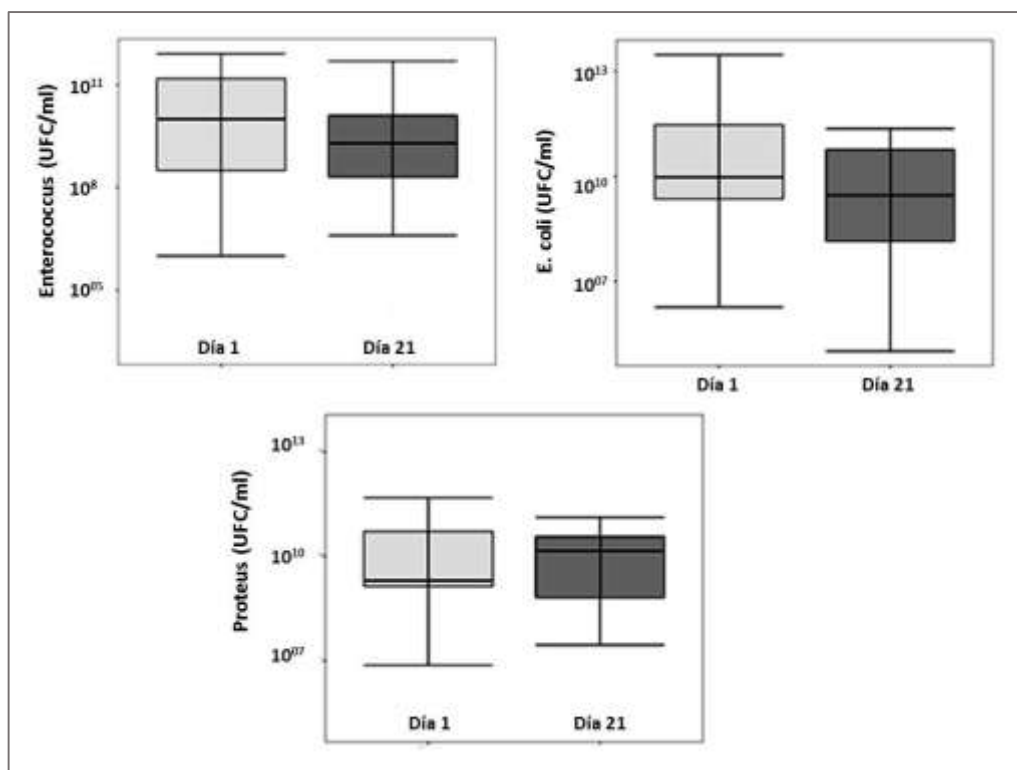 Enterococcus (UFC/ml)
10¹¹
10⁸
10⁰⁵
Día 1
Día 21
E. coli (UFC/ml)
10¹³
10¹⁰
10⁰⁷
Día 1
Día 21
Proteus (UFC/ml)
10¹³
10¹⁰
10⁰⁷
Día 1
Día 21